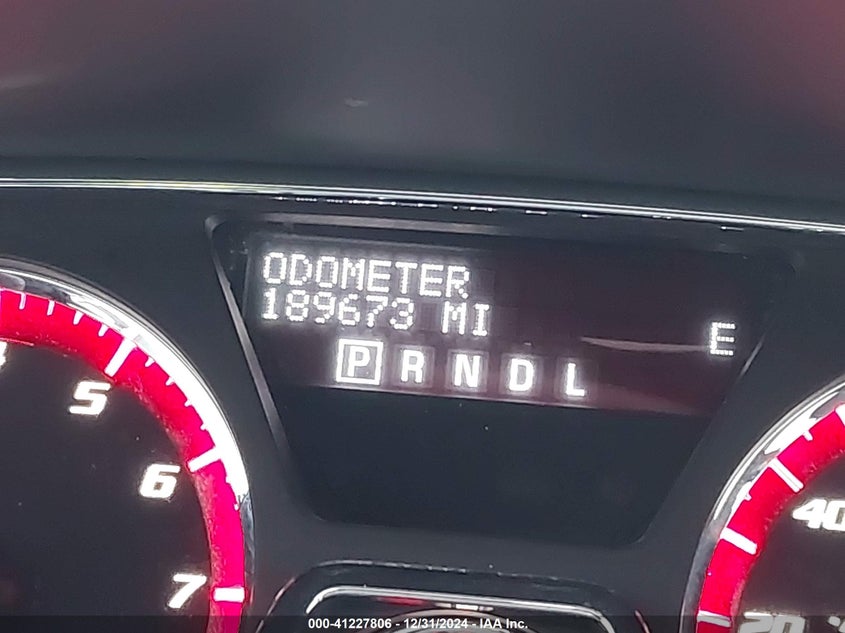 ODOMETER
189673 MI
E
P R N D L
5
6
7
40
20
000-41227806 - 12/31/2024 - IAA Inc.